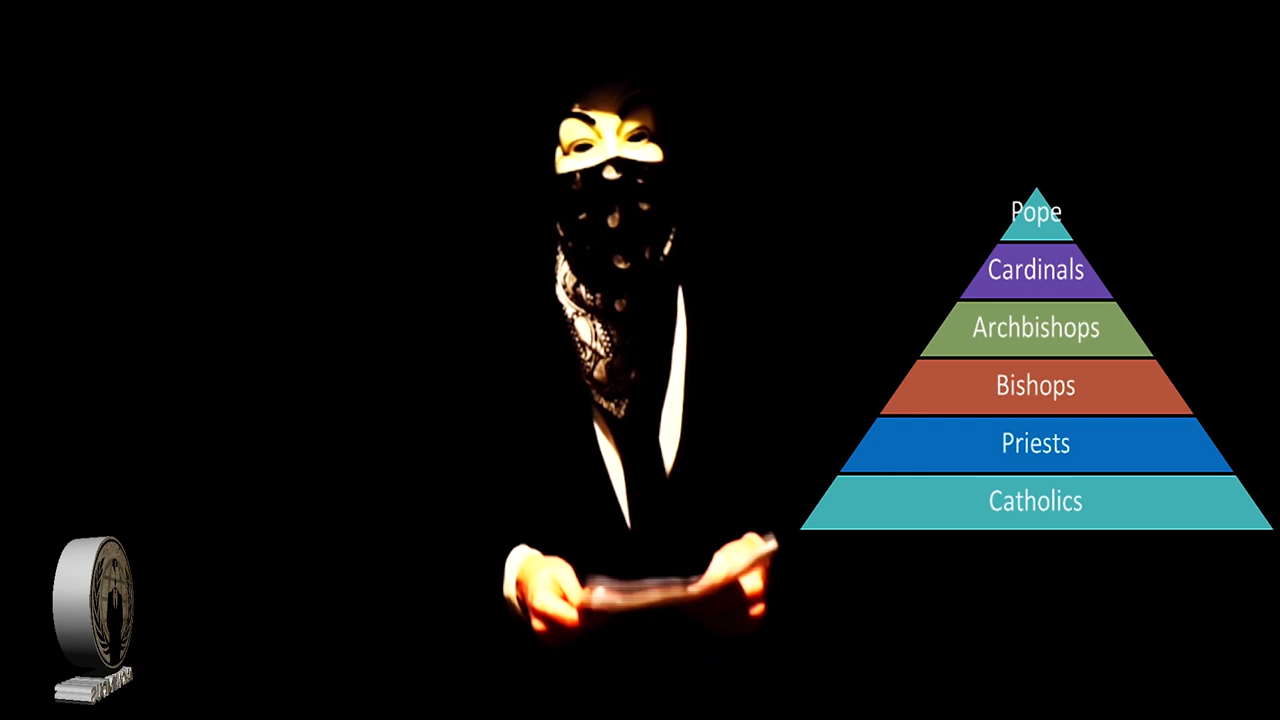 Pope
Cardinals
Archbishops
Bishops
Priests
Catholics